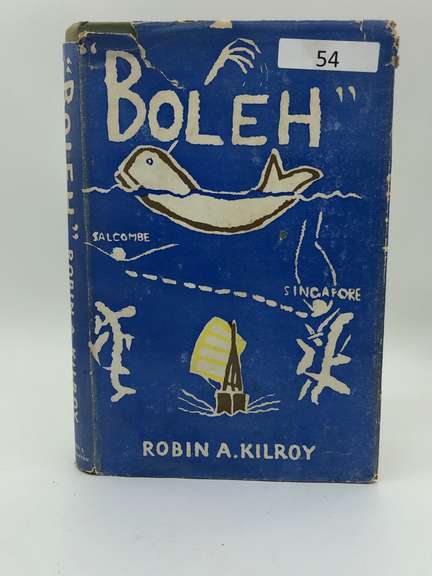 54
"BOLEH"
SALCOMBE
SINGAPORE
ROBIN A. KILROY
"BOLEH" ROBIN A. KILROY